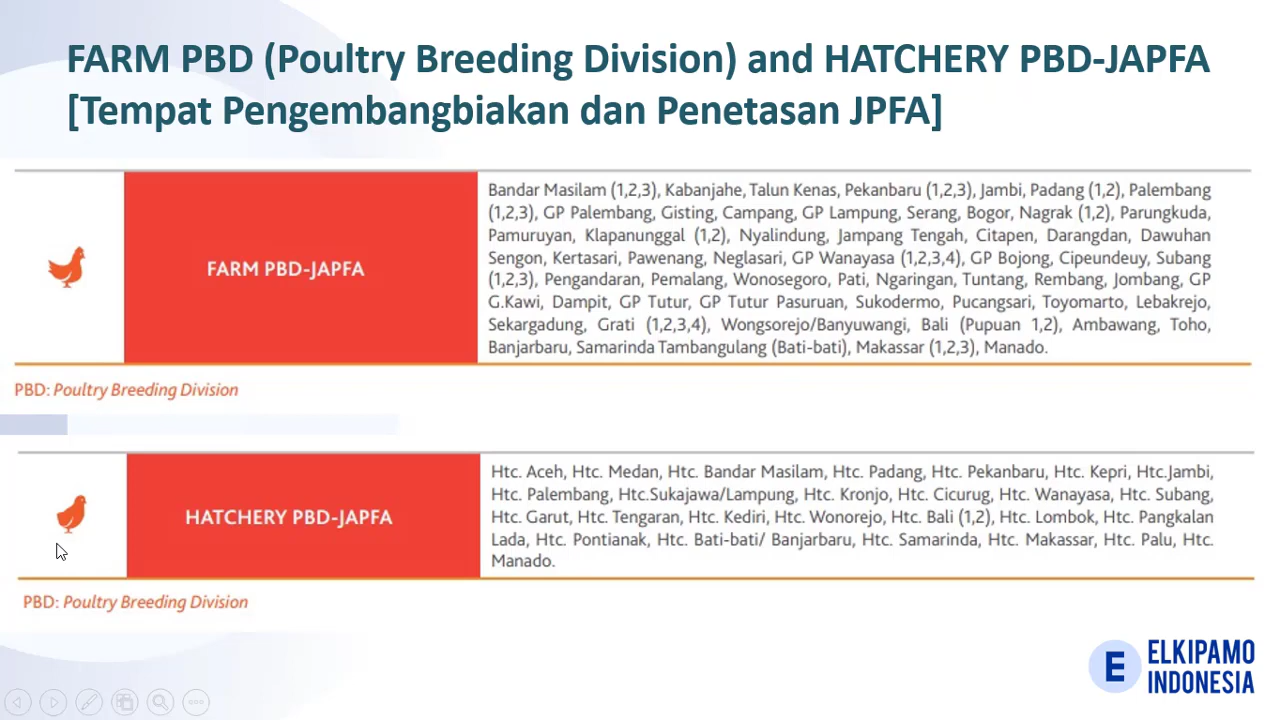 FARM PBD (Poultry Breeding Division) and HATCHERY PBD-JAPFA
[Tempat Pengembangbiakan dan Penetasan JPFA]
FARM PBD-JAPFA
Bandar Masilam (1,2,3), Kabanjahe, Talun Kenas, Pekanbaru (1,2,3), Jambi, Padang (1,2), Palembang
(1,2,3), GP Palembang, Gisting, Campang, GP Lampung, Serang, Bogor, Nagrak (1,2), Parungkuda,
Pamuruyan, Klapanunggal (1,2), Nyalindung, Jampang Tengah, Citapen, Darangdan, Dawuhan
Sengon, Kertasari, Pawenang, Neglasari, GP Wanayasa (1,2,3,4), GP Bojong, Cipeundeuy, Subang
(1,2,3), Pengandaran, Pemalang, Wonosegoro, Pati, Ngaringan, Tuntang, Rembang, Jombang, GP
G.Kawi, Dampit, GP Tutur, GP Tutur Pasuruan, Sukodermo, Pucangsari, Toyomarto, Lebakrejo,
Sekargadung, Grati (1,2,3,4), Wongsorejo/Banyuwangi, Bali (Pupuan 1,2), Ambawang, Toho,
Banjarbaru, Samarinda Tambangulang (Bati-bati), Makassar (1,2,3), Manado.
PBD: Poultry Breeding Division
HATCHERY PBD-JAPFA
Htc. Aceh, Htc. Medan, Htc. Bandar Masilam, Htc. Padang, Htc. Pekanbaru, Htc. Kepri, Htc.Jambi,
Htc. Palembang, Htc.Sukajawa/Lampung, Htc. Kronjo, Htc. Cicurug, Htc. Wanayasa, Htc. Subang,
Htc. Garut, Htc. Tengaran, Htc. Kediri, Htc. Wonorejo, Htc. Bali (1,2), Htc. Lombok, Htc. Pangkalan
Lada, Htc. Pontianak, Htc. Bati-bati/ Banjarbaru, Htc. Samarinda, Htc. Makassar, Htc. Palu, Htc.
Manado.
PBD: Poultry Breeding Division
E
ELKIPAMO
INDONESIA